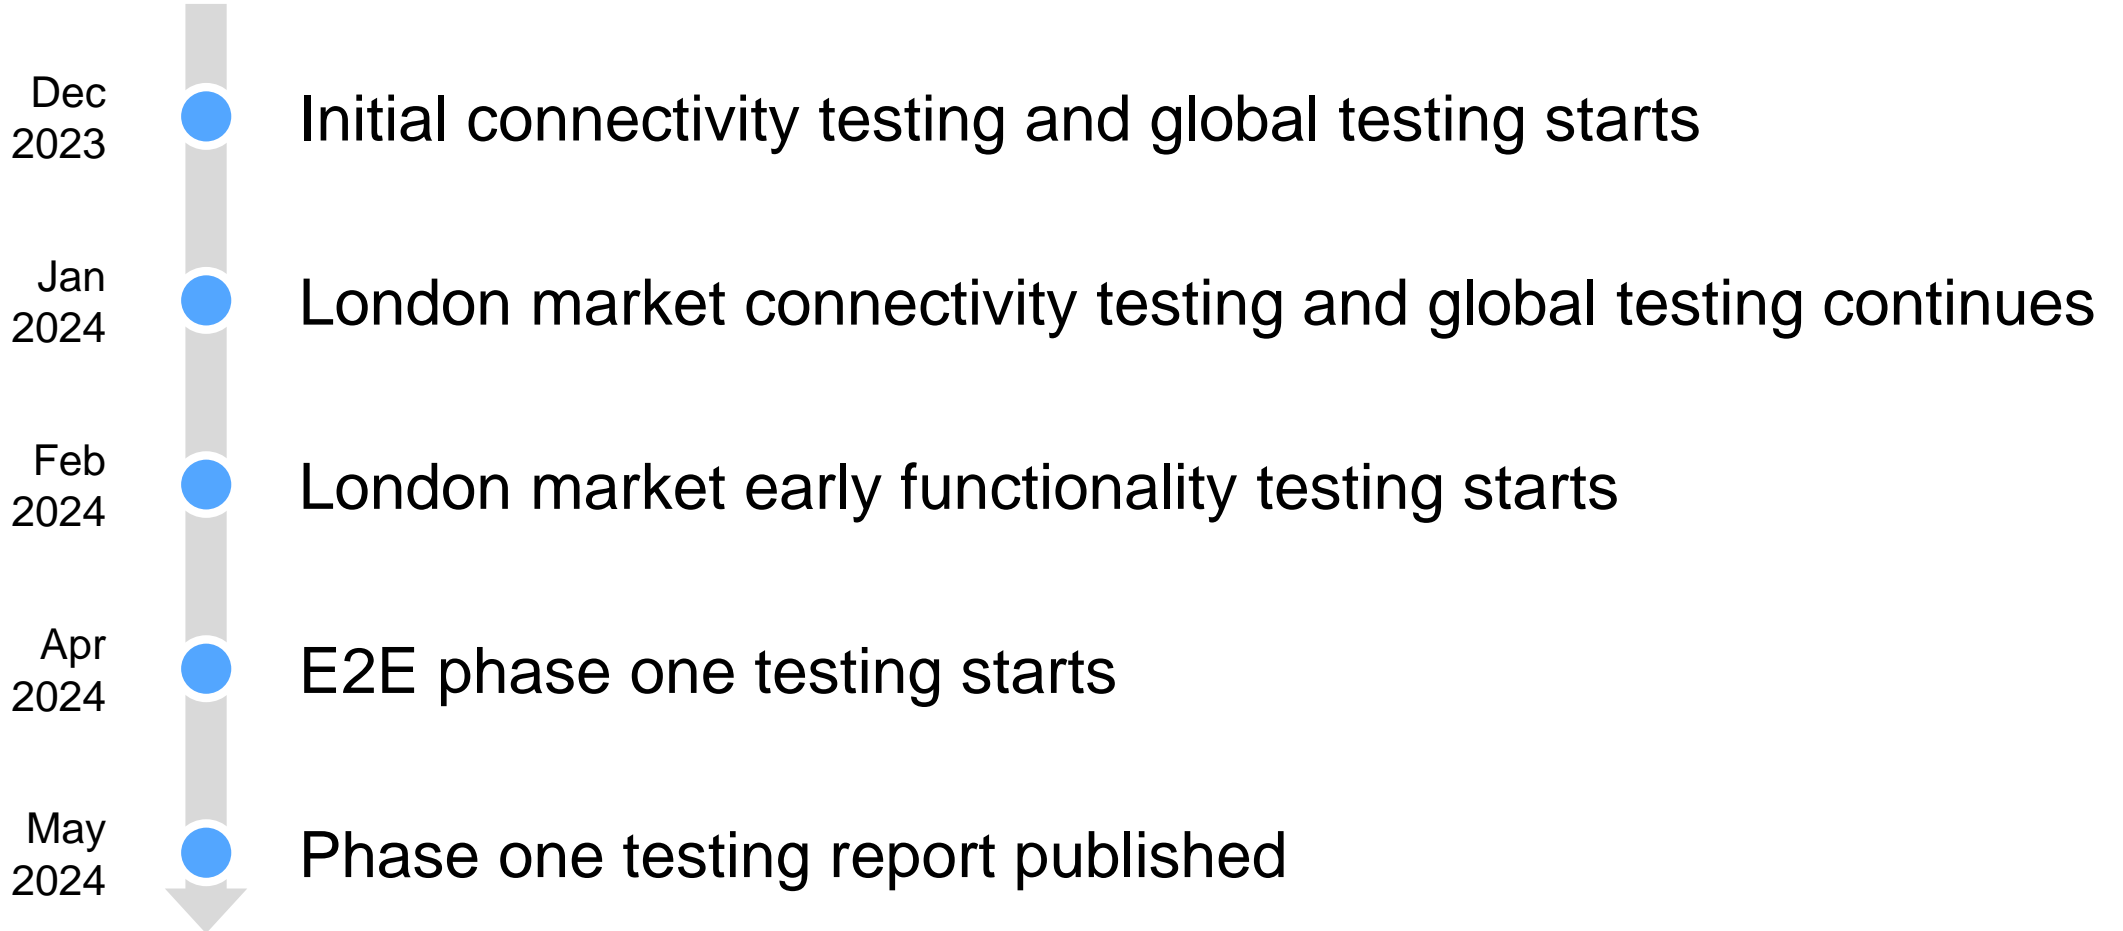 Dec
2023
Initial connectivity testing and global testing starts
Jan
2024
London market connectivity testing and global testing continues
Feb
2024
London market early functionality testing starts
Apr
2024
E2E phase one testing starts
May
2024
Phase one testing report published